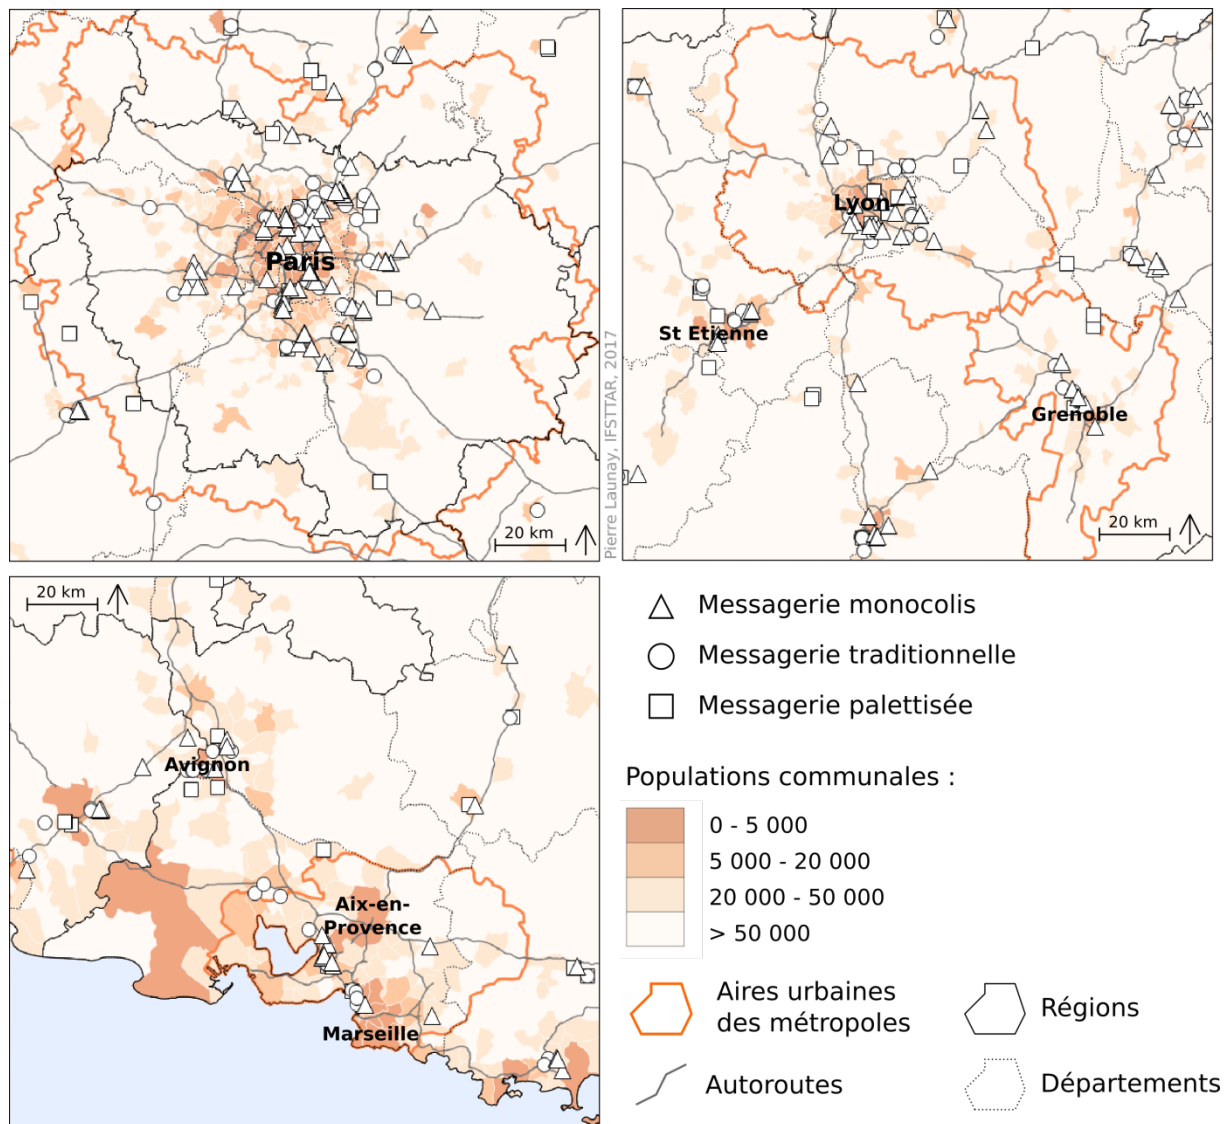 Paris
20 km
Pierre Launay, IFSTTAR, 2017
Lyon
St Etienne
Grenoble
20 km
20 km
Avignon
Aix-en-
Provence
Marseille
Messagerie monocolis
Messagerie traditionnelle
Messagerie palettisée
Populations communales :
0 - 5 000
5 000 - 20 000
20 000 - 50 000
> 50 000
Aires urbaines
des métropoles
Régions
Autoroutes
Départements